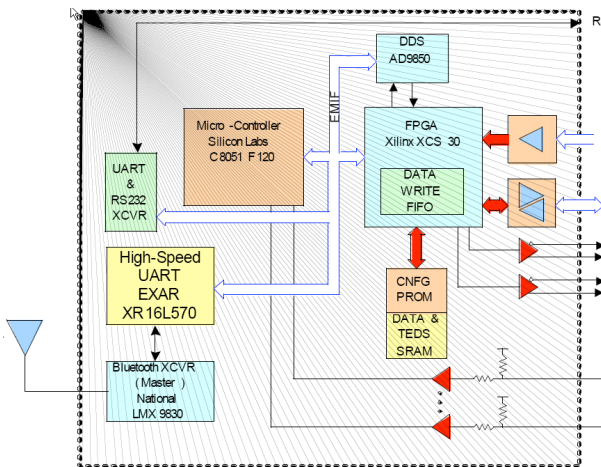 R
DDS
AD9850
EMIF
Micro -Controller
Silicon Labs
C8051 F 120
FPGA
Xilinx XCS 30
DATA
WRITE
FIFO
UART
&
RS232
XCVR
High-Speed
UART
EXAR
XR16L570
CNFG
PROM
DATA &
TEDS
SRAM
Bluetooth XCVR
( Master )
National
LMX 9830